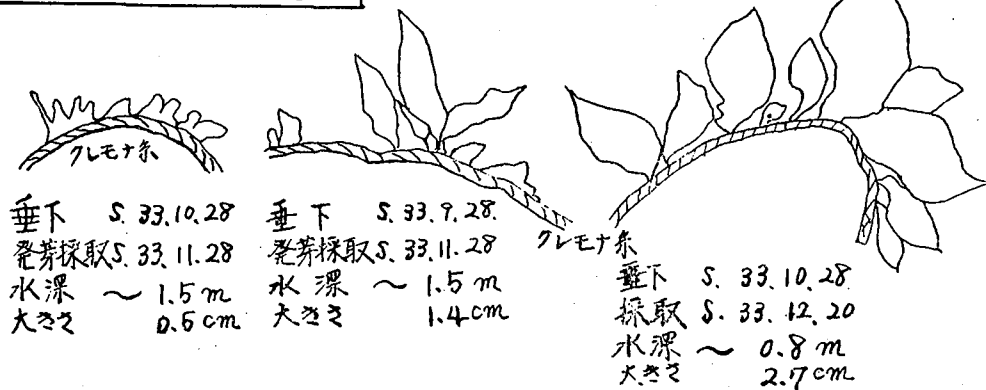 クレモナ糸
垂下 S. 33.10.28
発芽採取 S. 33.11.28
水深 ~ 1.5 m
大きさ 0.5 cm
垂下 S. 33.9.28.
発芽採取 S. 33.11.28
水深 ~ 1.5 m
大きさ 1.4 cm
クレモナ糸
垂下 S. 33.10.28
採取 S. 33.12.20
水深 ~ 0.8 m
大きさ 2.7 cm